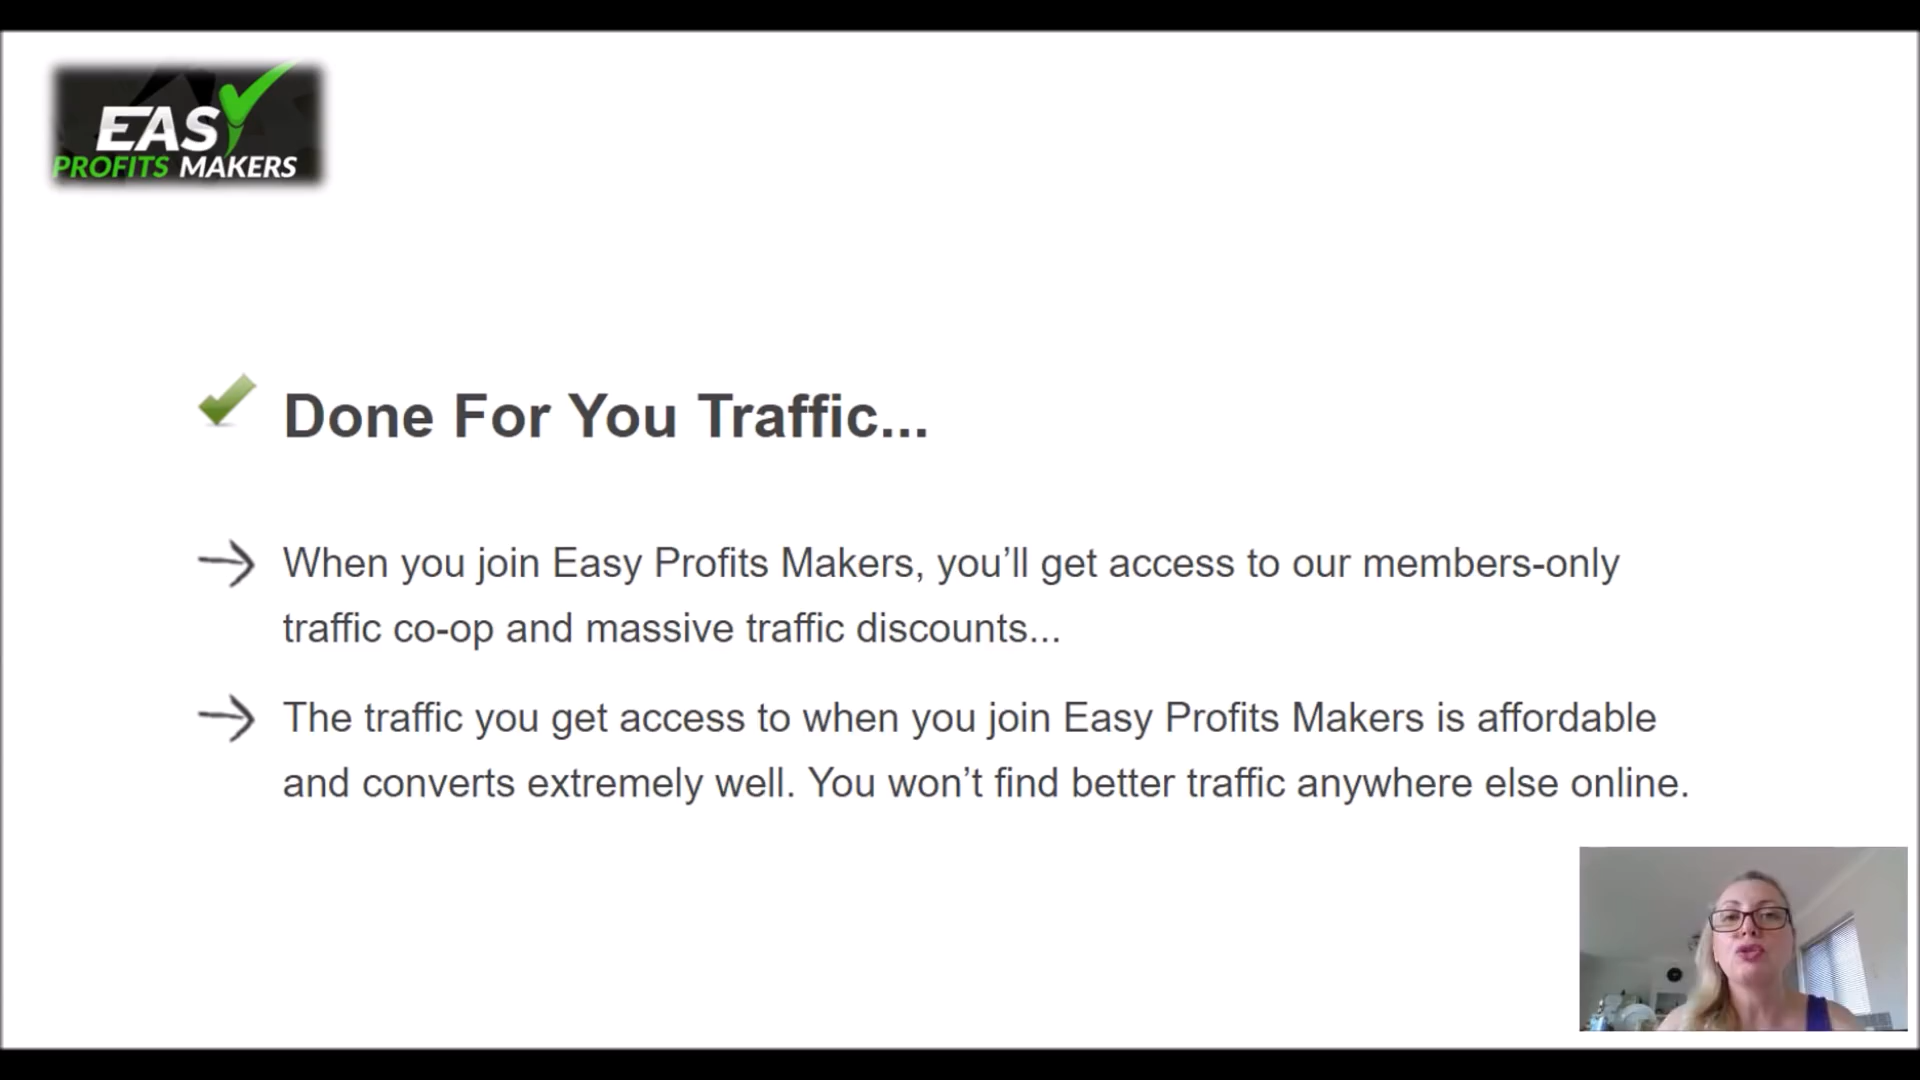 EASY
PROFITS MAKERS
Done For You Traffic...
When you join Easy Profits Makers, you’ll get access to our members-only
traffic co-op and massive traffic discounts...
The traffic you get access to when you join Easy Profits Makers is affordable
and converts extremely well. You won’t find better traffic anywhere else online.